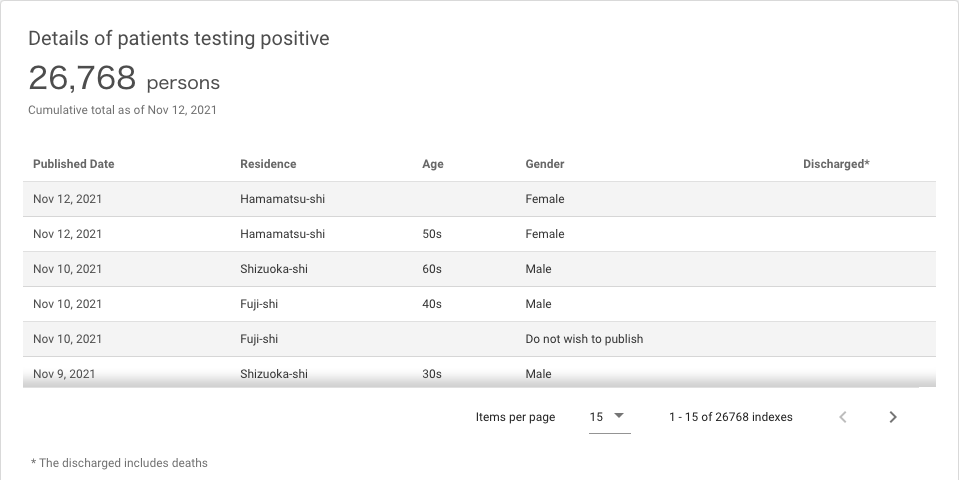 Details of patients testing positive
26,768 persons
Cumulative total as of Nov 12, 2021
Published Date Residence Age Gender Discharged*
Nov 12, 2021 Hamamatsu-shi Female
Nov 12, 2021 Hamamatsu-shi 50s Female
Nov 10, 2021 Shizuoka-shi 60s Male
Nov 10, 2021 Fuji-shi 40s Male
Nov 10, 2021 Fuji-shi Do not wish to publish
Nov 9, 2021 Shizuoka-shi 30s Male
Items per page 15 1 - 15 of 26768 indexes
* The discharged includes deaths